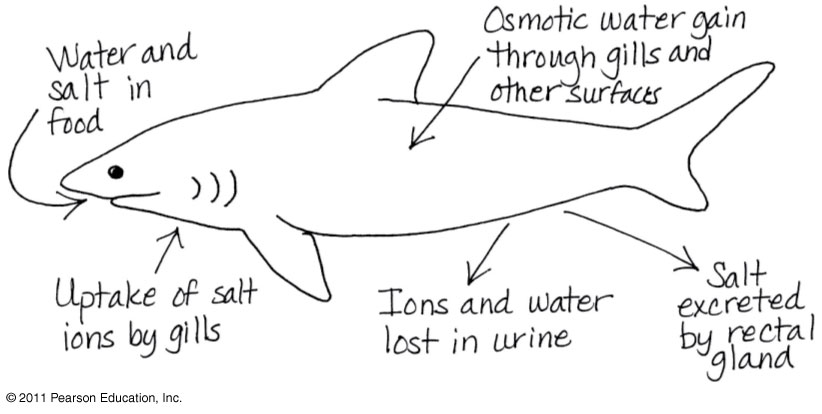 Water and
salt in
food
Osmotic water gain
through gills and
other surfaces
Uptake of salt
ions by gills
Ions and water
lost in urine
Salt
excreted
by rectal
gland
© 2011 Pearson Education, Inc.